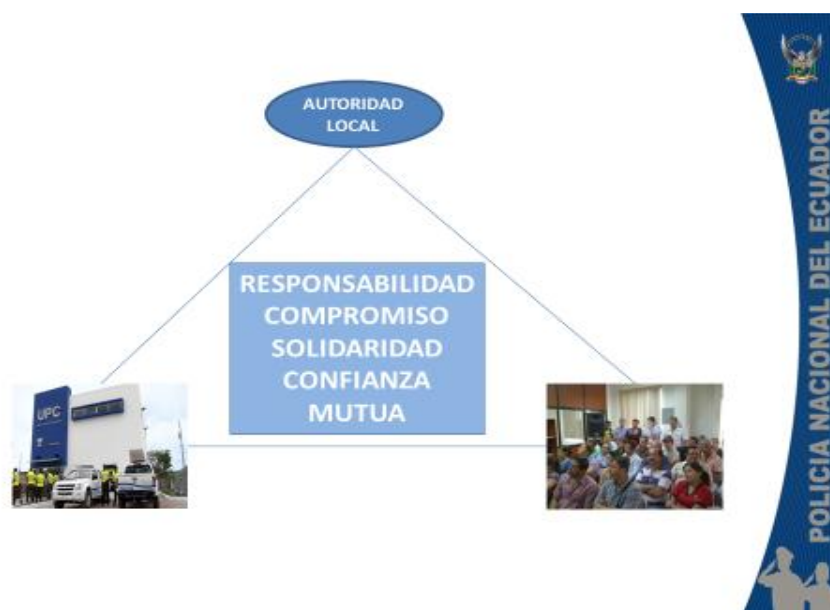 AUTORIDAD
LOCAL
RESPONSABILIDAD
COMPROMISO
SOLIDARIDAD
CONFIANZA
MUTUA
UPC
POLICIA NACIONAL DEL ECUADOR